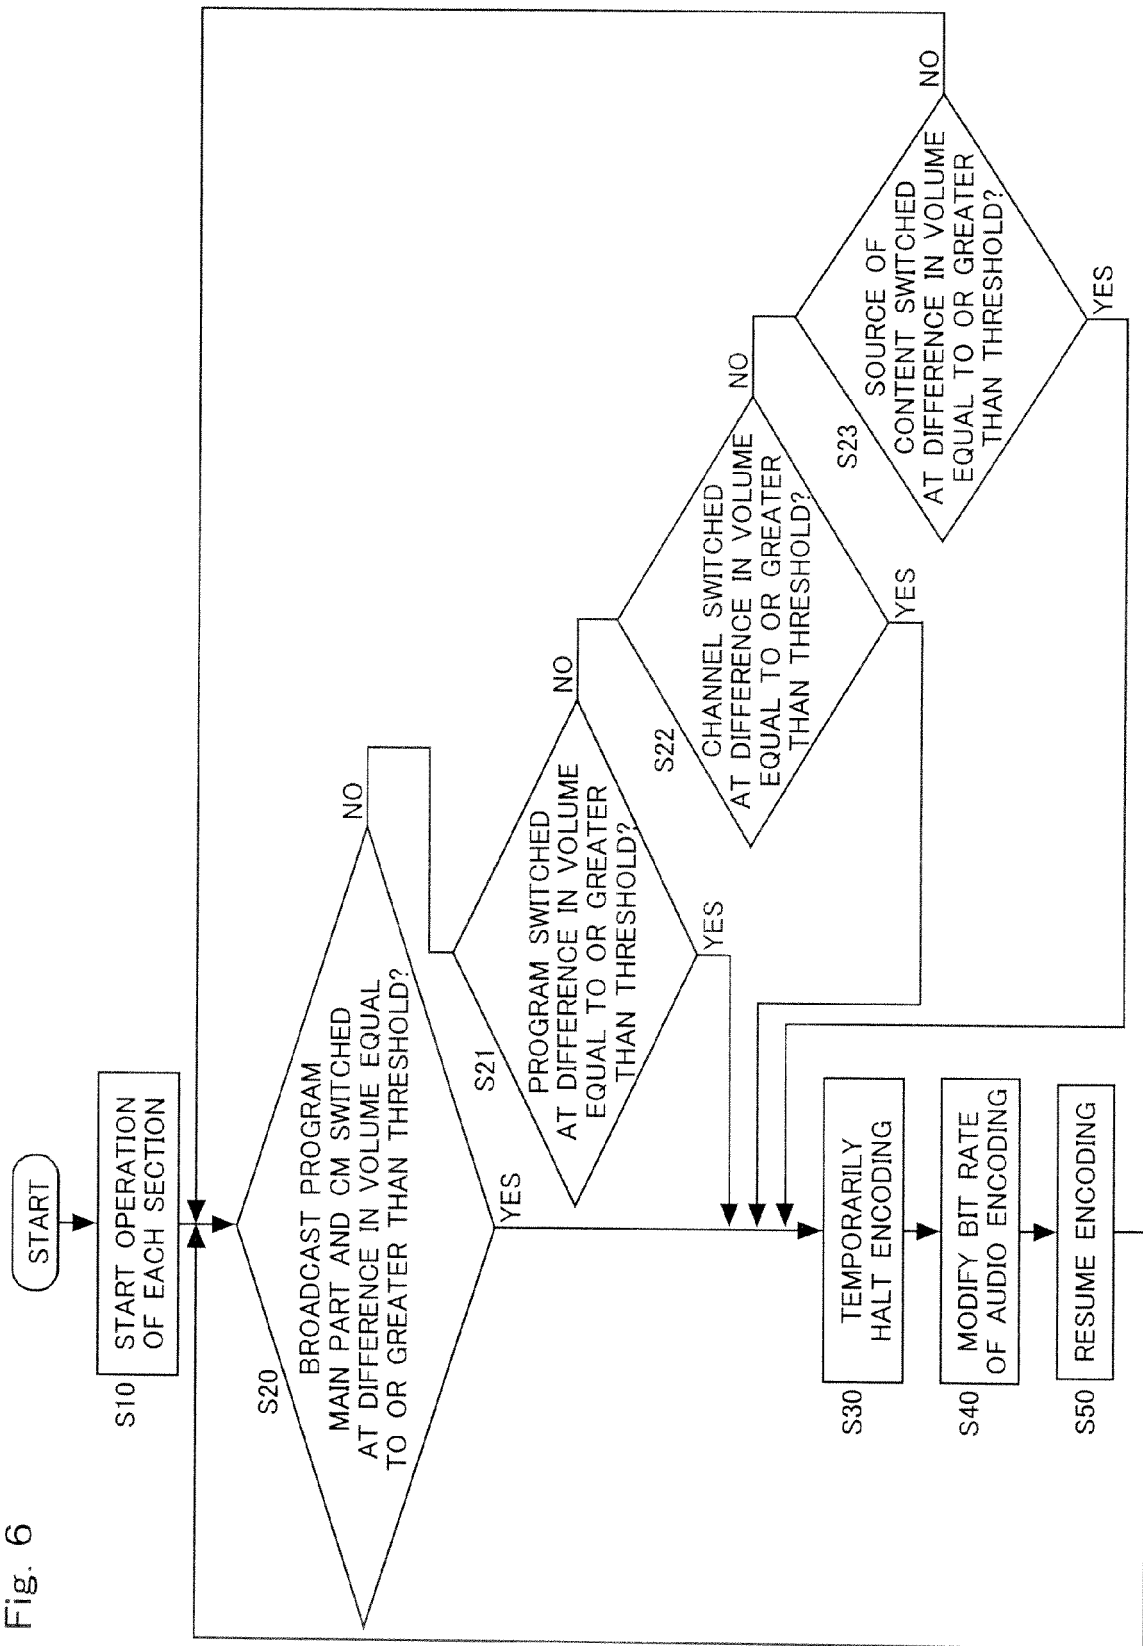 Fig. 6
START
S10
START OPERATION
OF EACH SECTION
S20
BROADCAST PROGRAM
MAIN PART AND CM SWITCHED
AT DIFFERENCE IN VOLUME EQUAL
TO OR GREATER THAN THRESHOLD?
NO
YES
S21
PROGRAM SWITCHED
AT DIFFERENCE IN VOLUME
EQUAL TO OR GREATER
THAN THRESHOLD?
NO
YES
S22
CHANNEL SWITCHED
AT DIFFERENCE IN VOLUME
EQUAL TO OR GREATER
THAN THRESHOLD?
NO
YES
S23
SOURCE OF
CONTENT SWITCHED
AT DIFFERENCE IN VOLUME
EQUAL TO OR GREATER
THAN THRESHOLD?
NO
YES
S30
TEMPORARILY
HALT ENCODING
S40
MODIFY BIT RATE
OF AUDIO ENCODING
S50
RESUME ENCODING